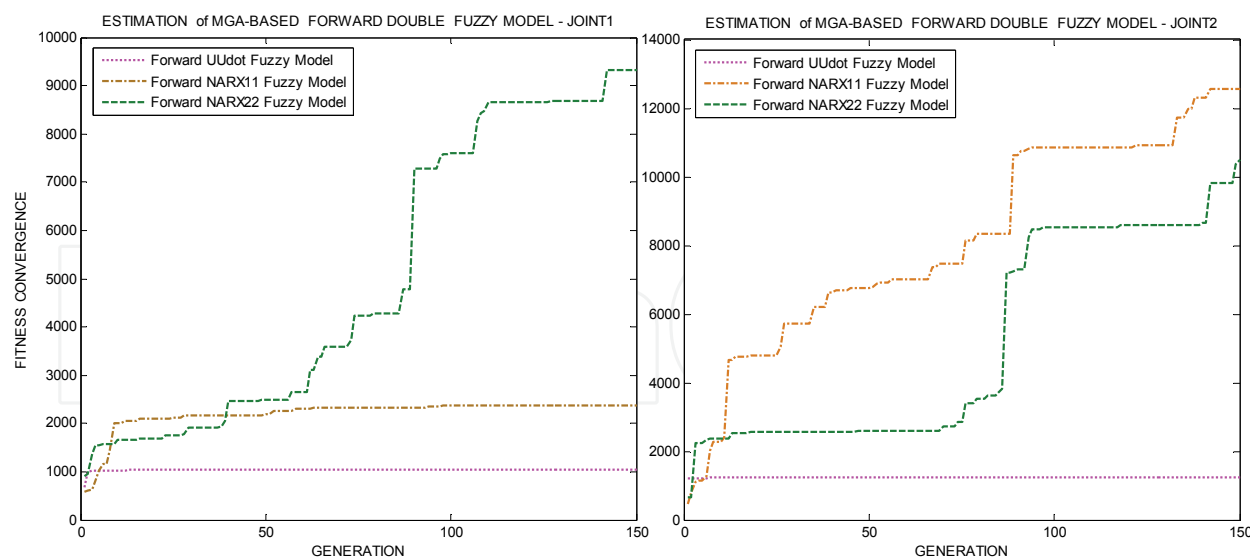 ESTIMATION of MGA-BASED FORWARD DOUBLE FUZZY MODEL - JOINT1
10000
9000
8000
7000
6000
5000
4000
3000
2000
1000
0
FITNESS CONVERGENCE
Forward UUdot Fuzzy Model
Forward NARX11 Fuzzy Model
Forward NARX22 Fuzzy Model
0 50 100 150
GENERATION
ESTIMATION of MGA-BASED FORWARD DOUBLE FUZZY MODEL - JOINT2
14000
12000
10000
8000
6000
4000
2000
0
Forward UUdot Fuzzy Model
Forward NARX11 Fuzzy Model
Forward NARX22 Fuzzy Model
0 50 100 150
GENERATION